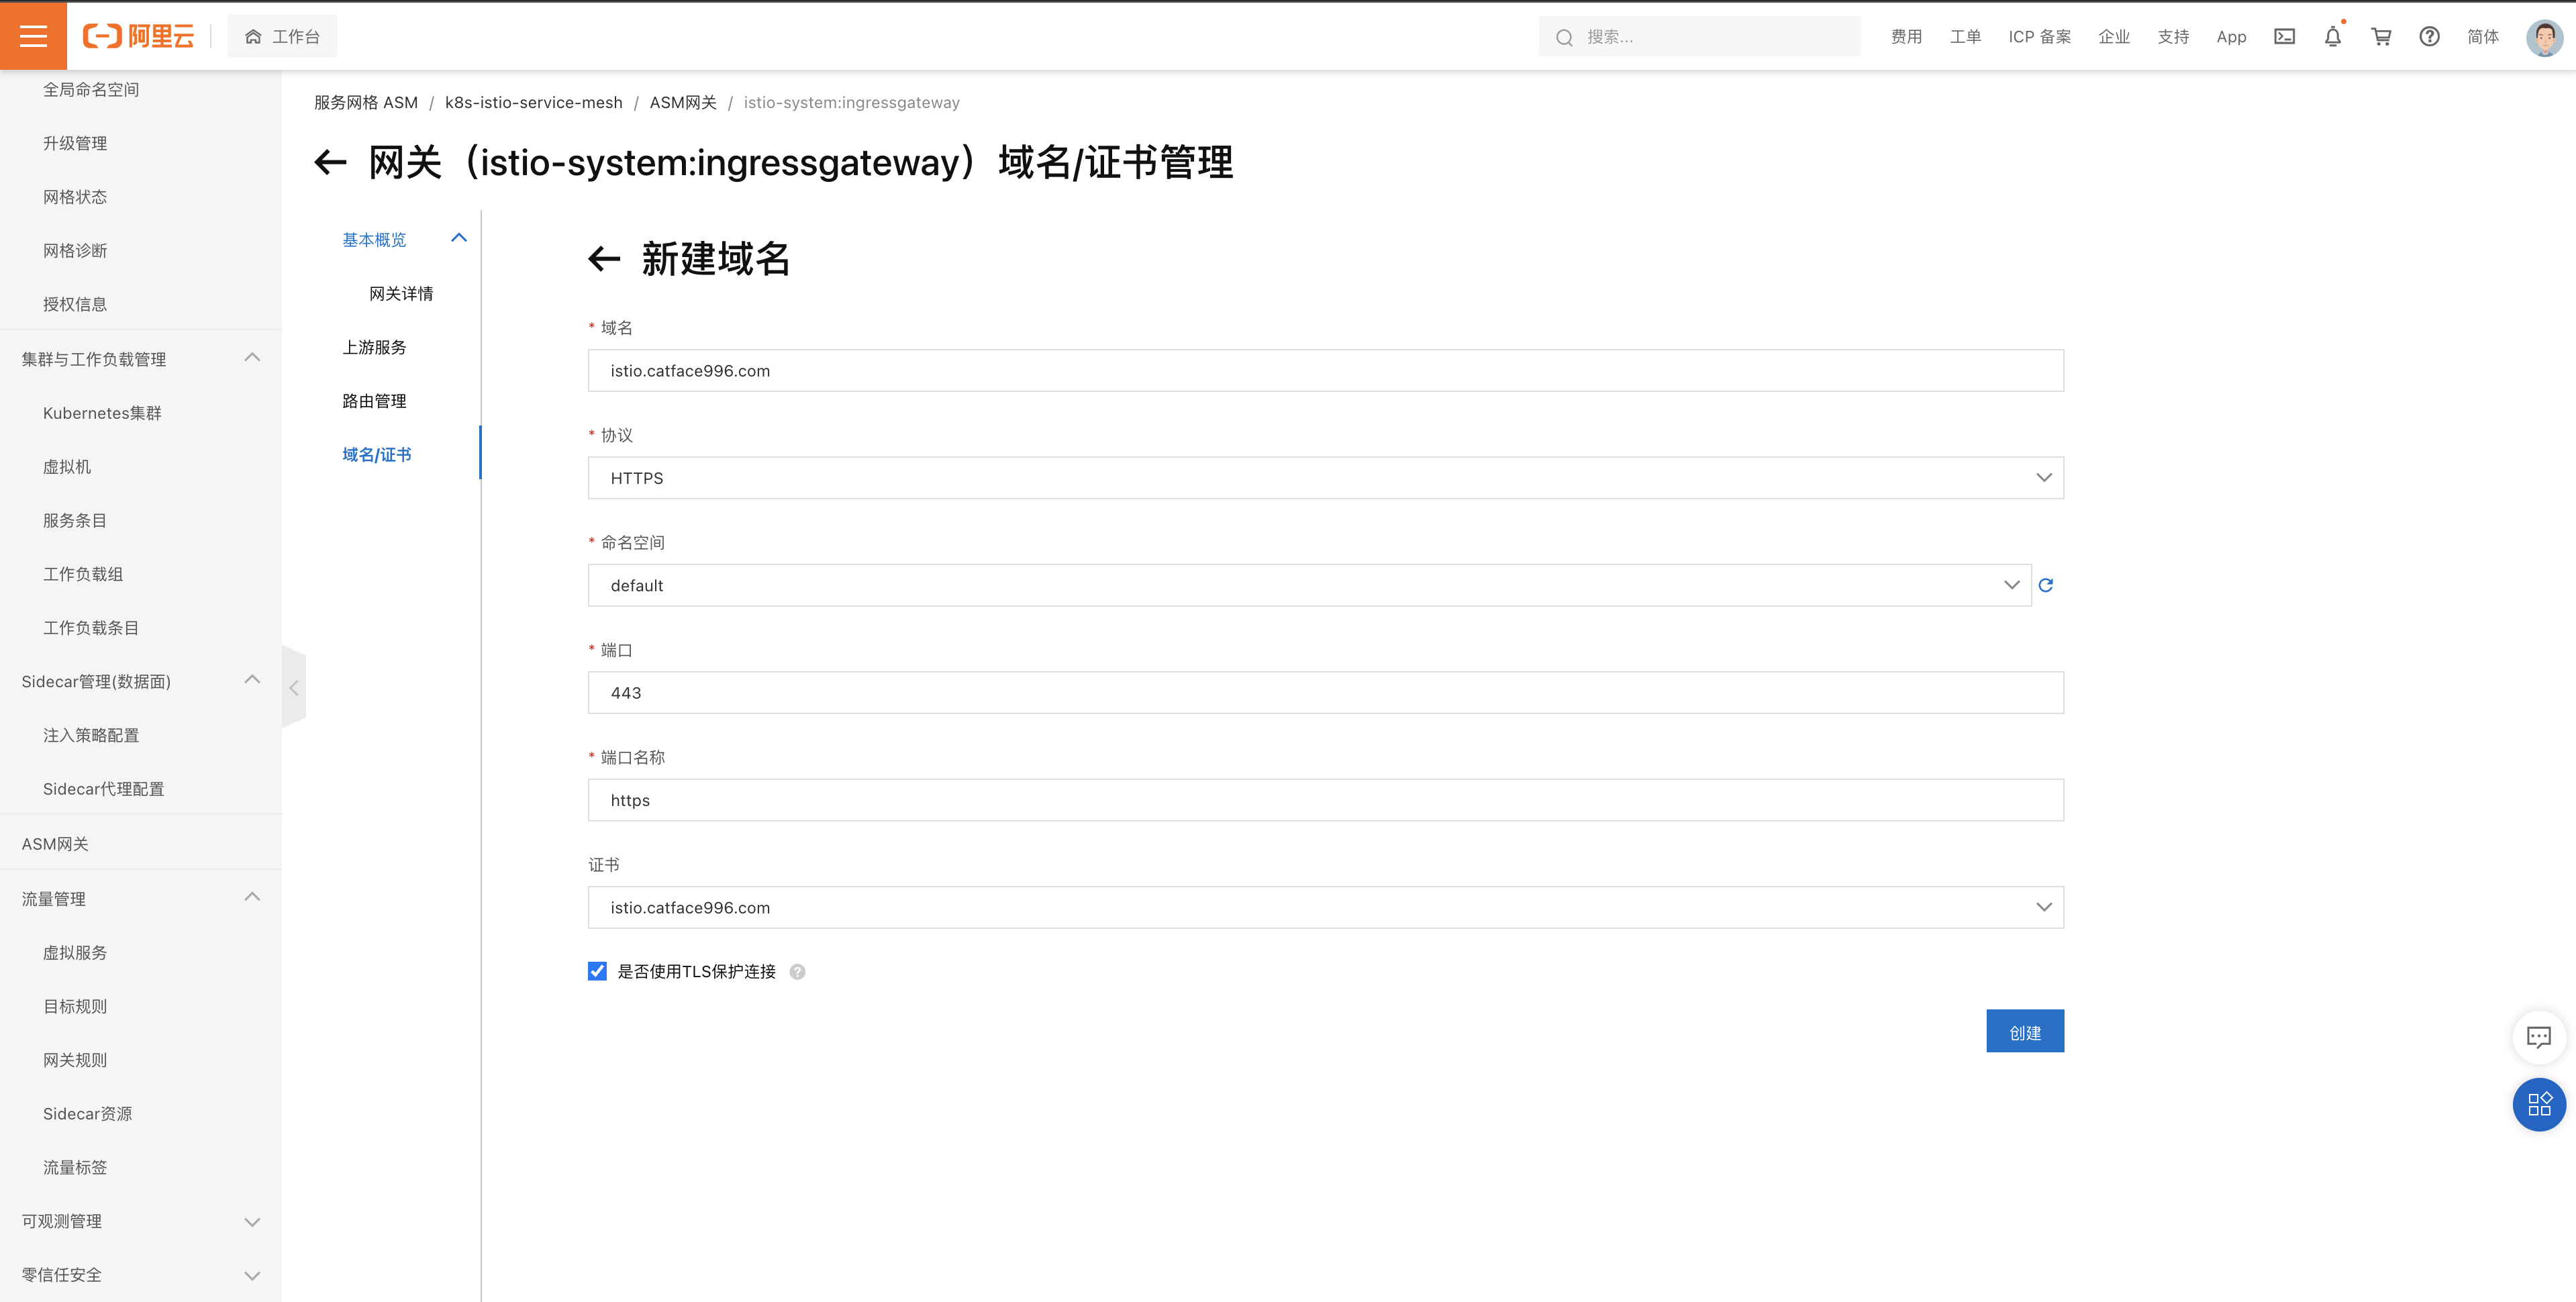 阿里云
工作台
搜索...
费用
工单
ICP 备案
企业
支持
App
简体
全局命名空间
升级管理
网格状态
网格诊断
授权信息
集群与工作负载管理
Kubernetes集群
虚拟机
服务条目
工作负载组
工作负载条目
Sidecar管理(数据面)
注入策略配置
Sidecar代理配置
ASM网关
流量管理
虚拟服务
目标规则
网关规则
Sidecar资源
流量标签
可观测管理
零信任安全
服务网格 ASM / k8s-istio-service-mesh / ASM网关 / istio-system:ingressgateway
网关（istio-system:ingressgateway）域名/证书管理
基本概览
网关详情
上游服务
路由管理
域名/证书
新建域名
* 域名
istio.catface996.com
* 协议
HTTPS
* 命名空间
default
* 端口
443
* 端口名称
https
证书
istio.catface996.com
是否使用TLS保护连接
创建